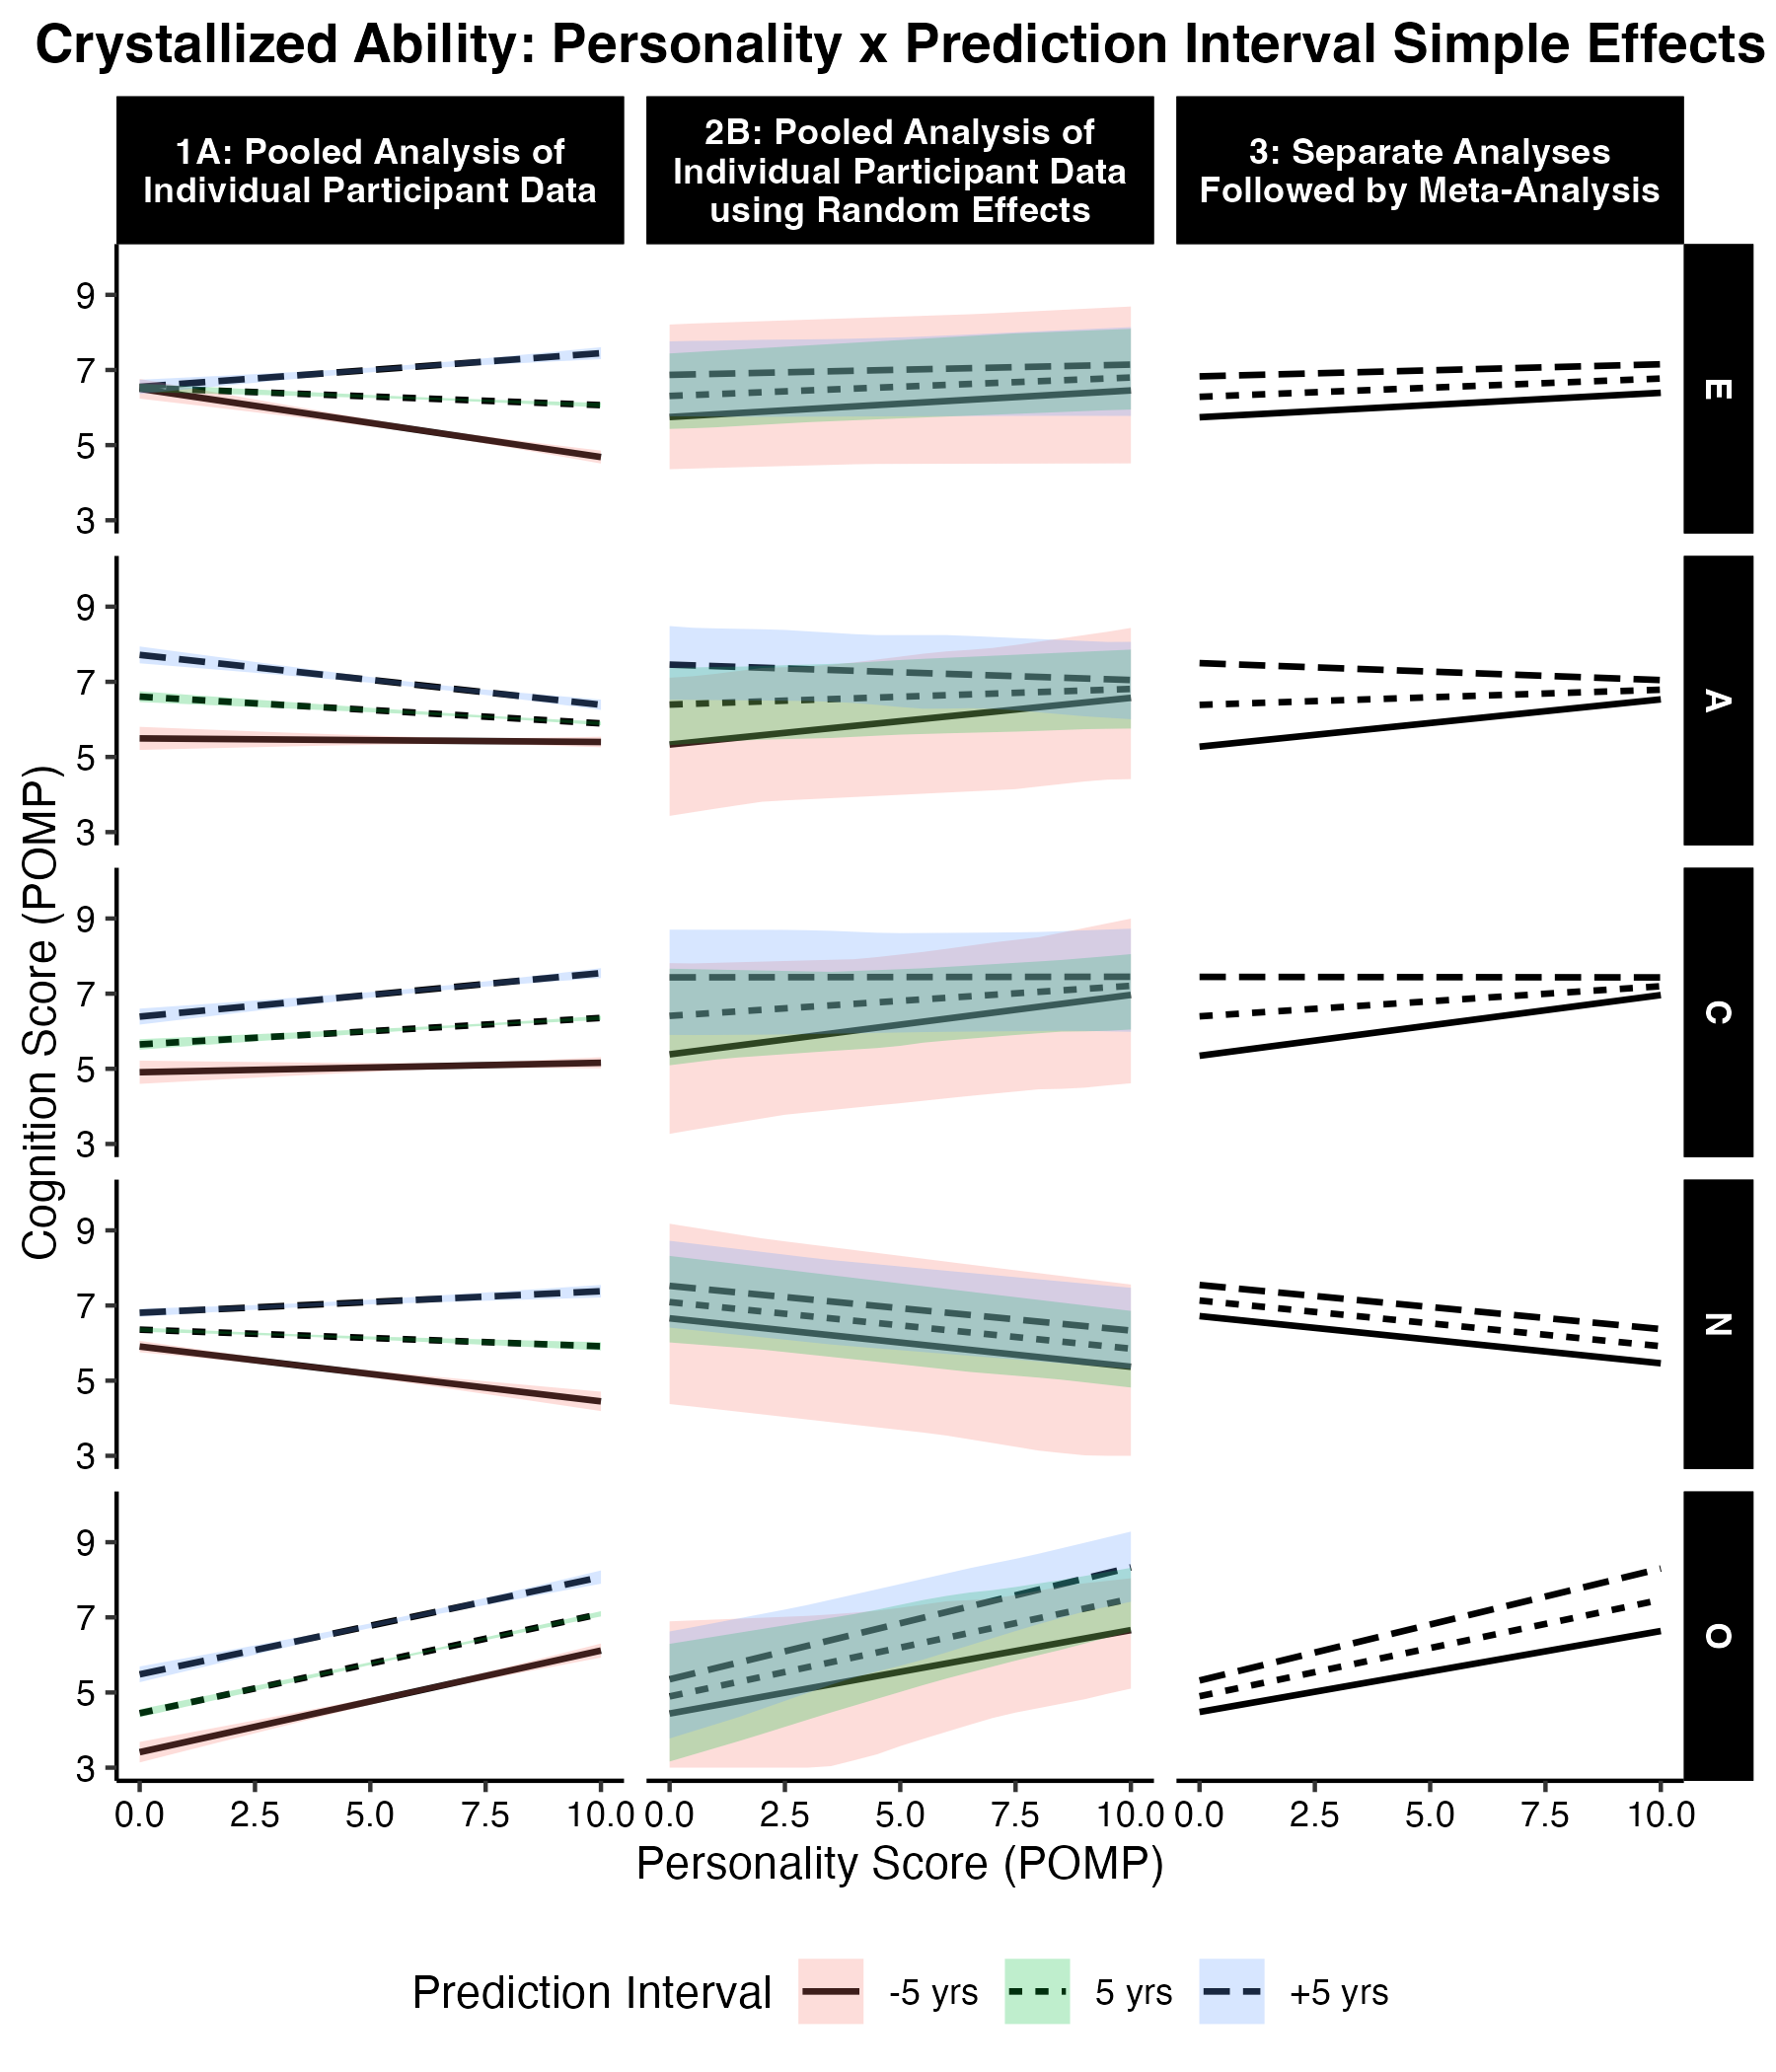 Crystallized Ability: Personality x Prediction Interval Simple Effects
1A: Pooled Analysis of
Individual Participant Data
2B: Pooled Analysis of
Individual Participant Data
using Random Effects
3: Separate Analyses
Followed by Meta-Analysis
Cognition Score (POMP)
9
7
5
3
E
9
7
5
3
A
9
7
5
3
C
9
7
5
3
N
9
7
5
3
O
0.0 2.5 5.0 7.5 10.0 0.0 2.5 5.0 7.5 10.0 0.0 2.5 5.0 7.5 10.0
Personality Score (POMP)
Prediction Interval -5 yrs 5 yrs +5 yrs